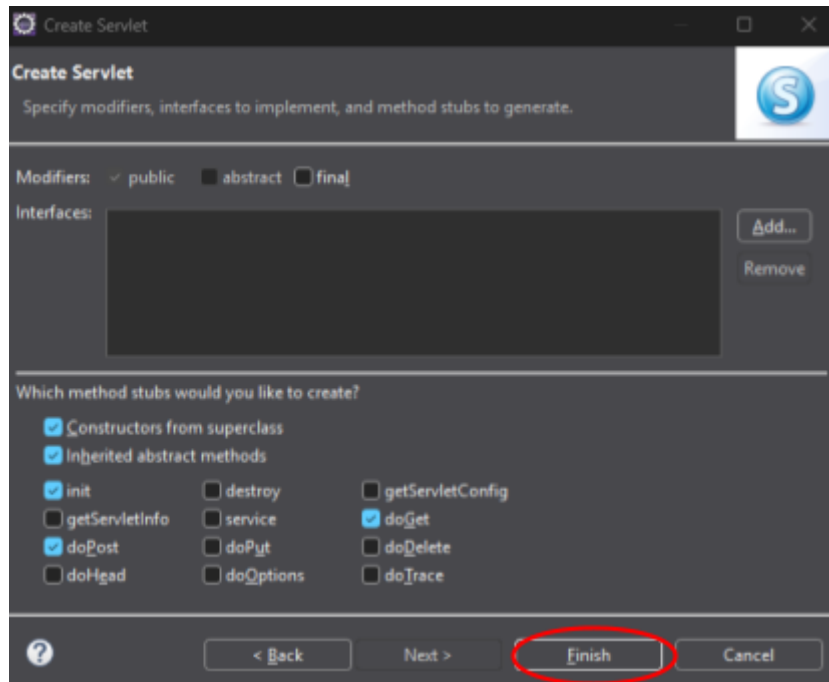 Create Servlet
Create Servlet
Specify modifiers, interfaces to implement, and method stubs to generate.
S
Modifiers: public abstract final
Interfaces:
Add...
Remove
Which method stubs would you like to create?
Constructors from superclass
Inherited abstract methods
init destroy getServletConfig
getServletInfo service doGet
doPost doPut doDelete
doHead doOptions doTrace
? < Back Next > Finish Cancel